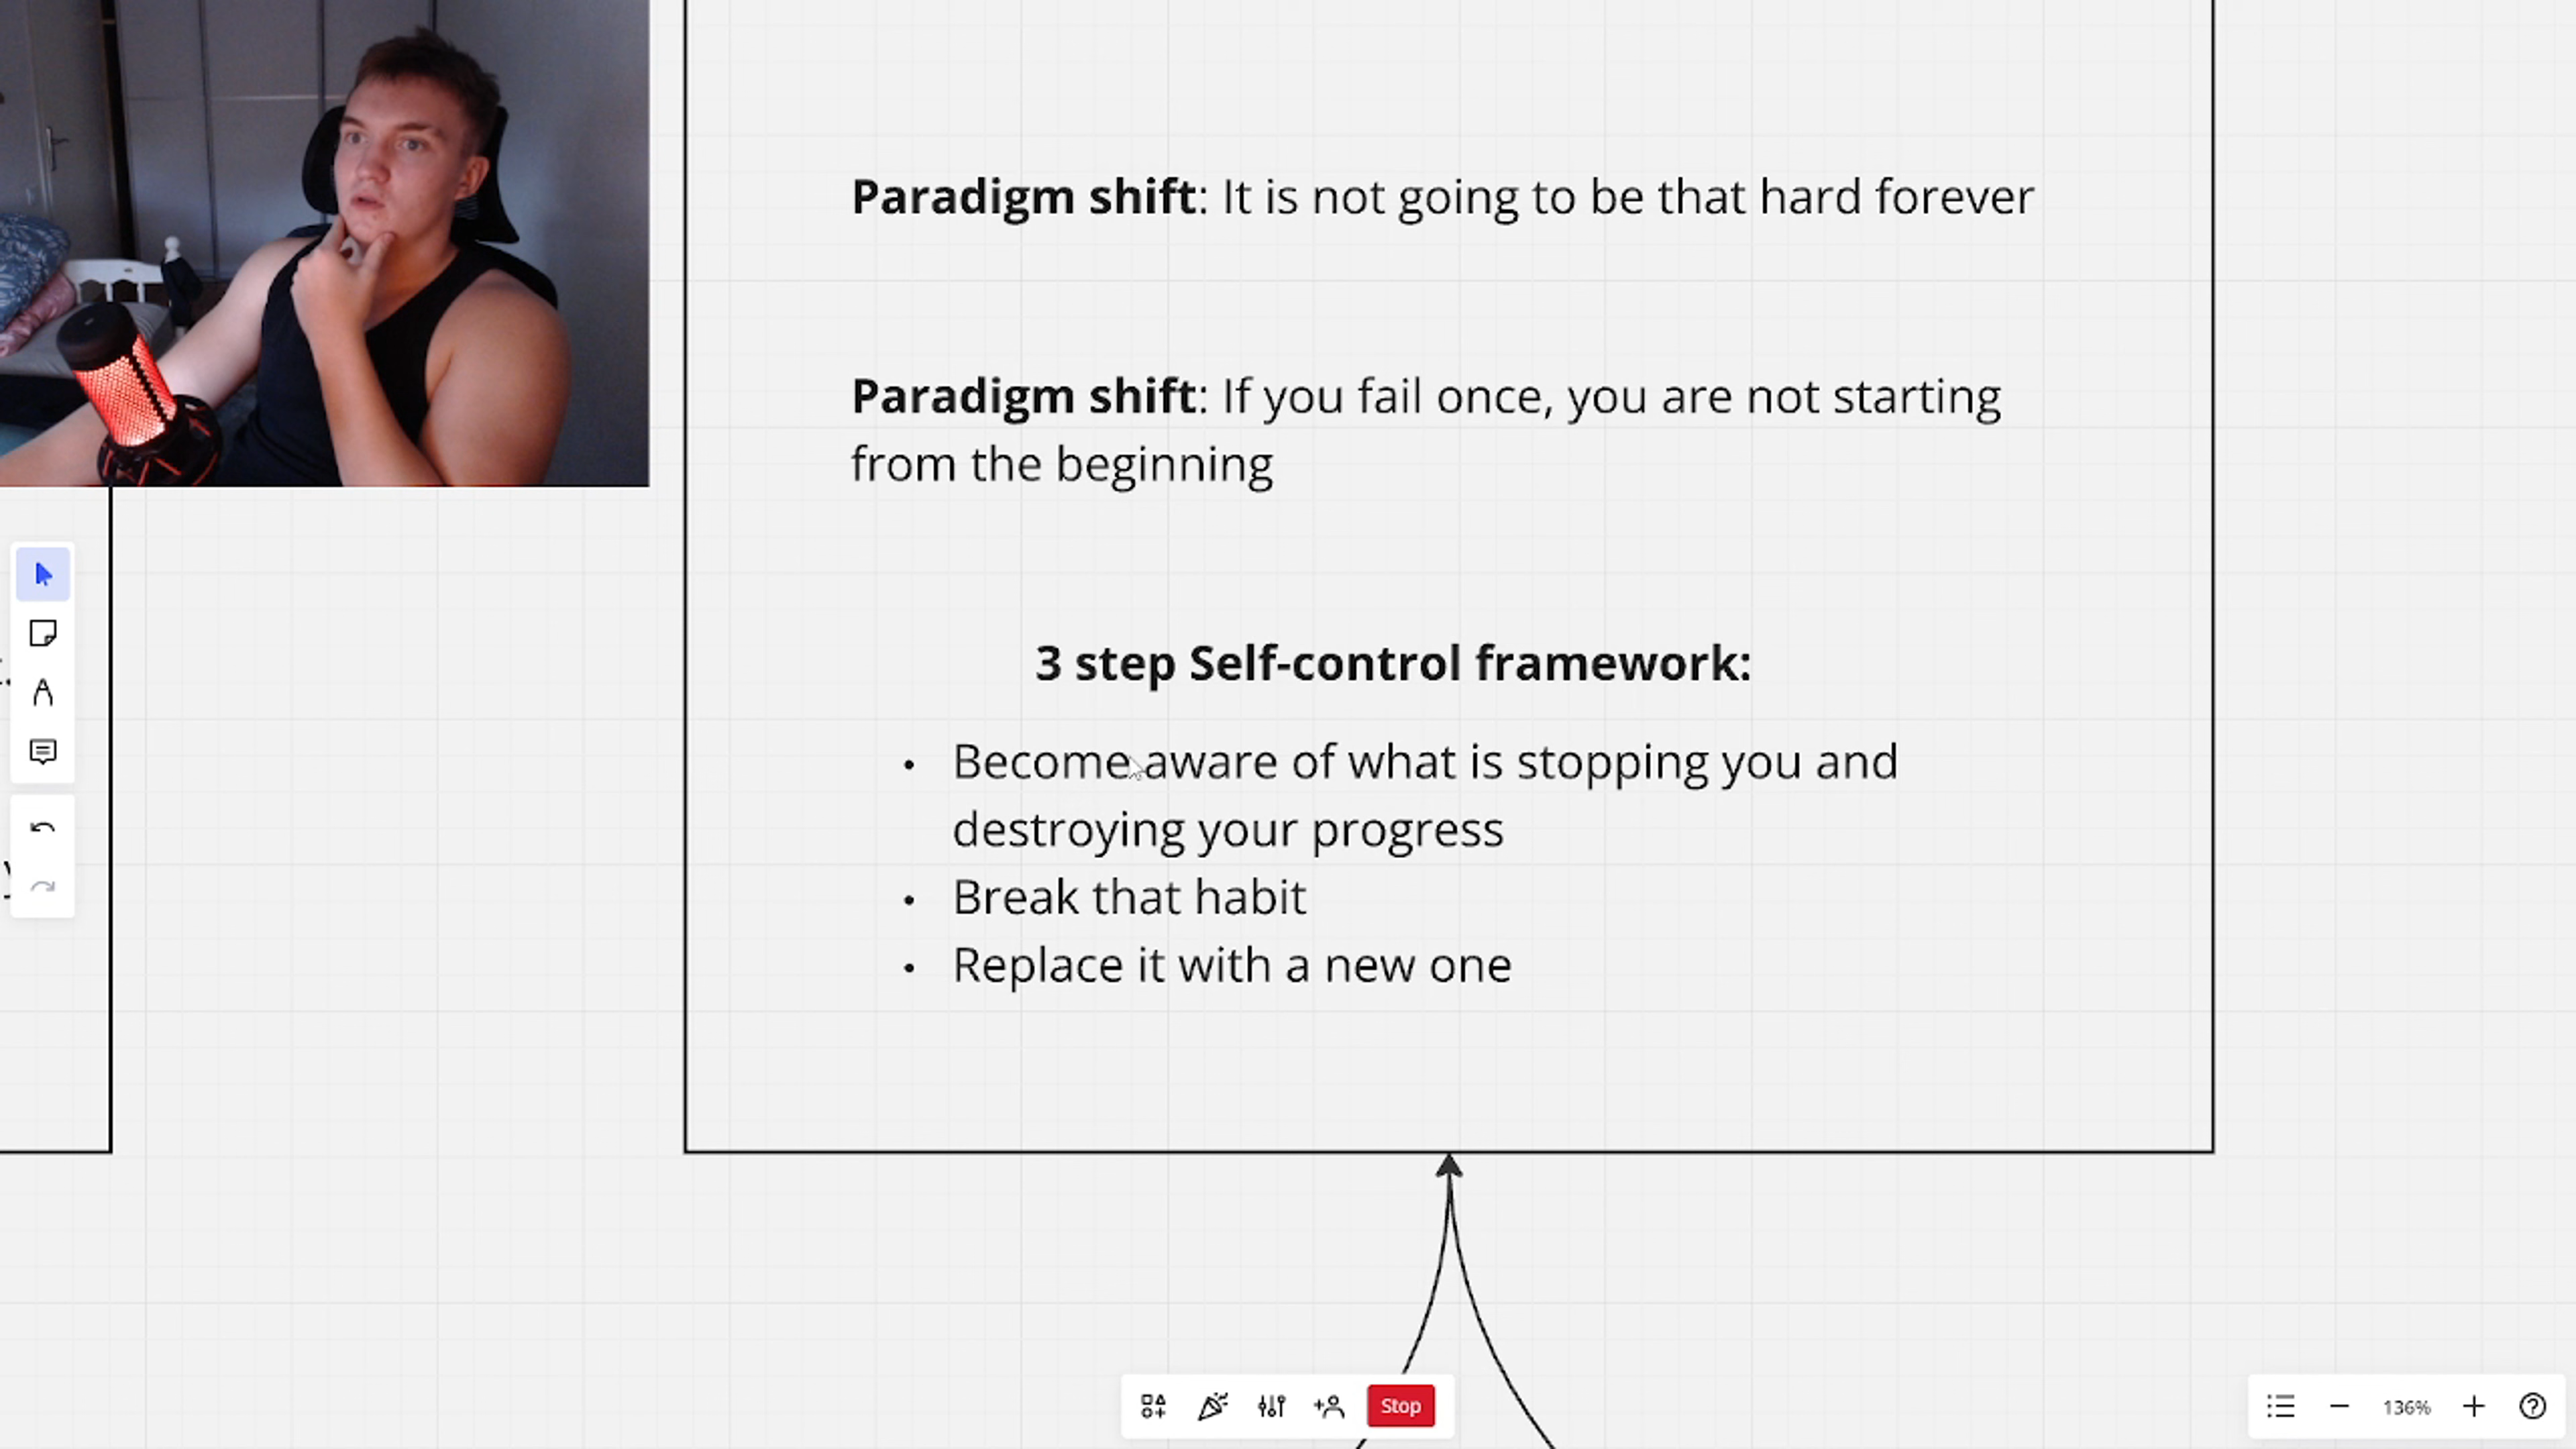 Paradigm shift: It is not going to be that hard forever
Paradigm shift: If you fail once, you are not starting
from the beginning
3 step Self-control framework:
• Become aware of what is stopping you and
destroying your progress
• Break that habit
• Replace it with a new one
Stop
136%